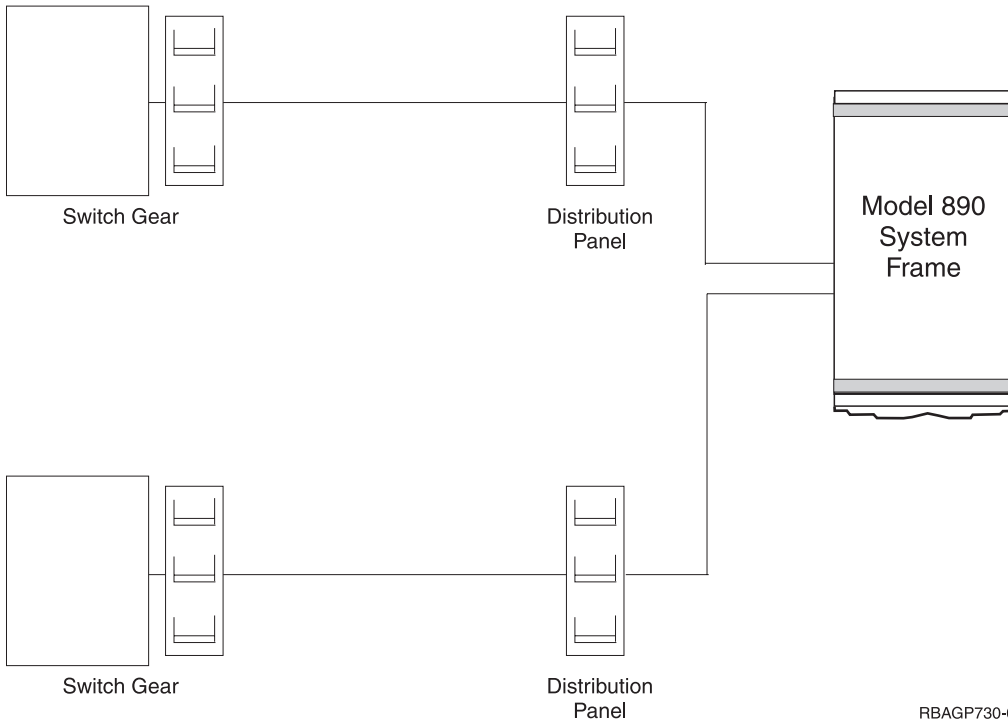 Switch Gear
Distribution
Panel
Model 890
System
Frame
Switch Gear
Distribution
Panel